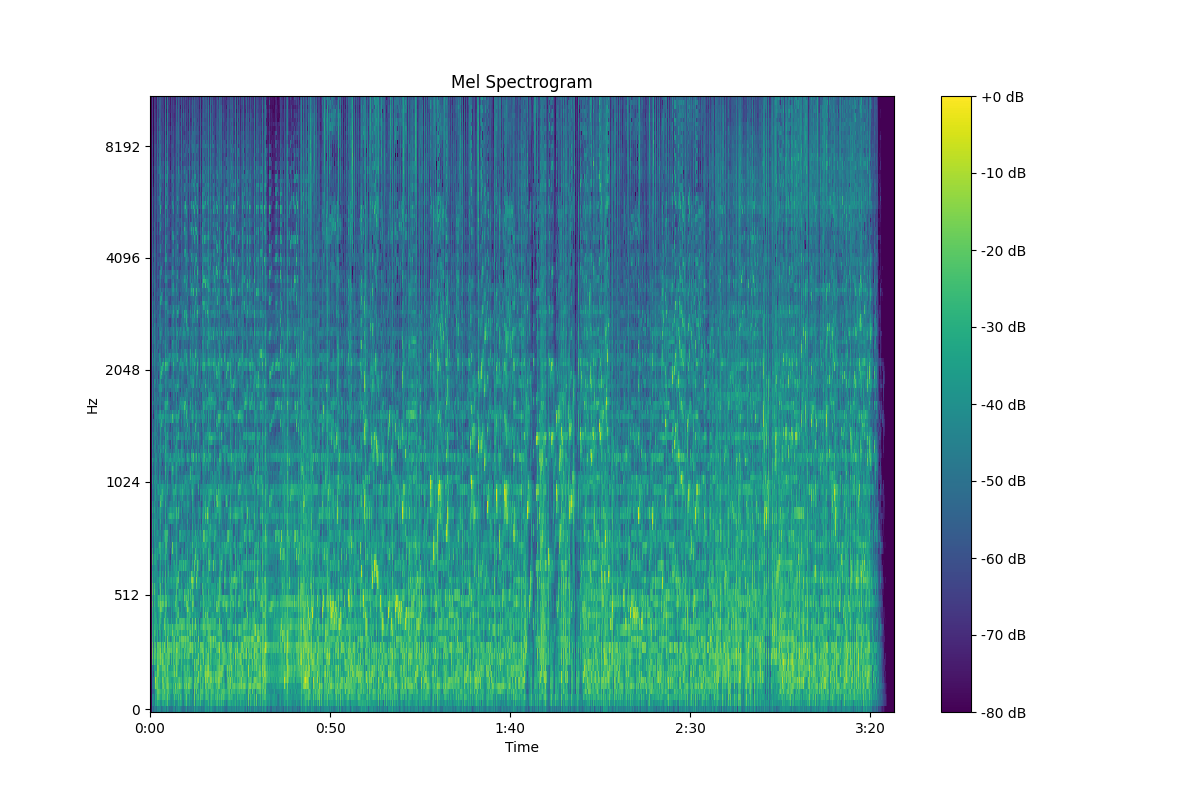 Mel Spectrogram
+0 dB
8192
-10 dB
-20 dB
4096
-30 dB
2048
Hz
-40 dB
1024
-50 dB
-60 dB
512
-70 dB
0
-80 dB
0:00
0:50
1:40
2:30
3:20
Time